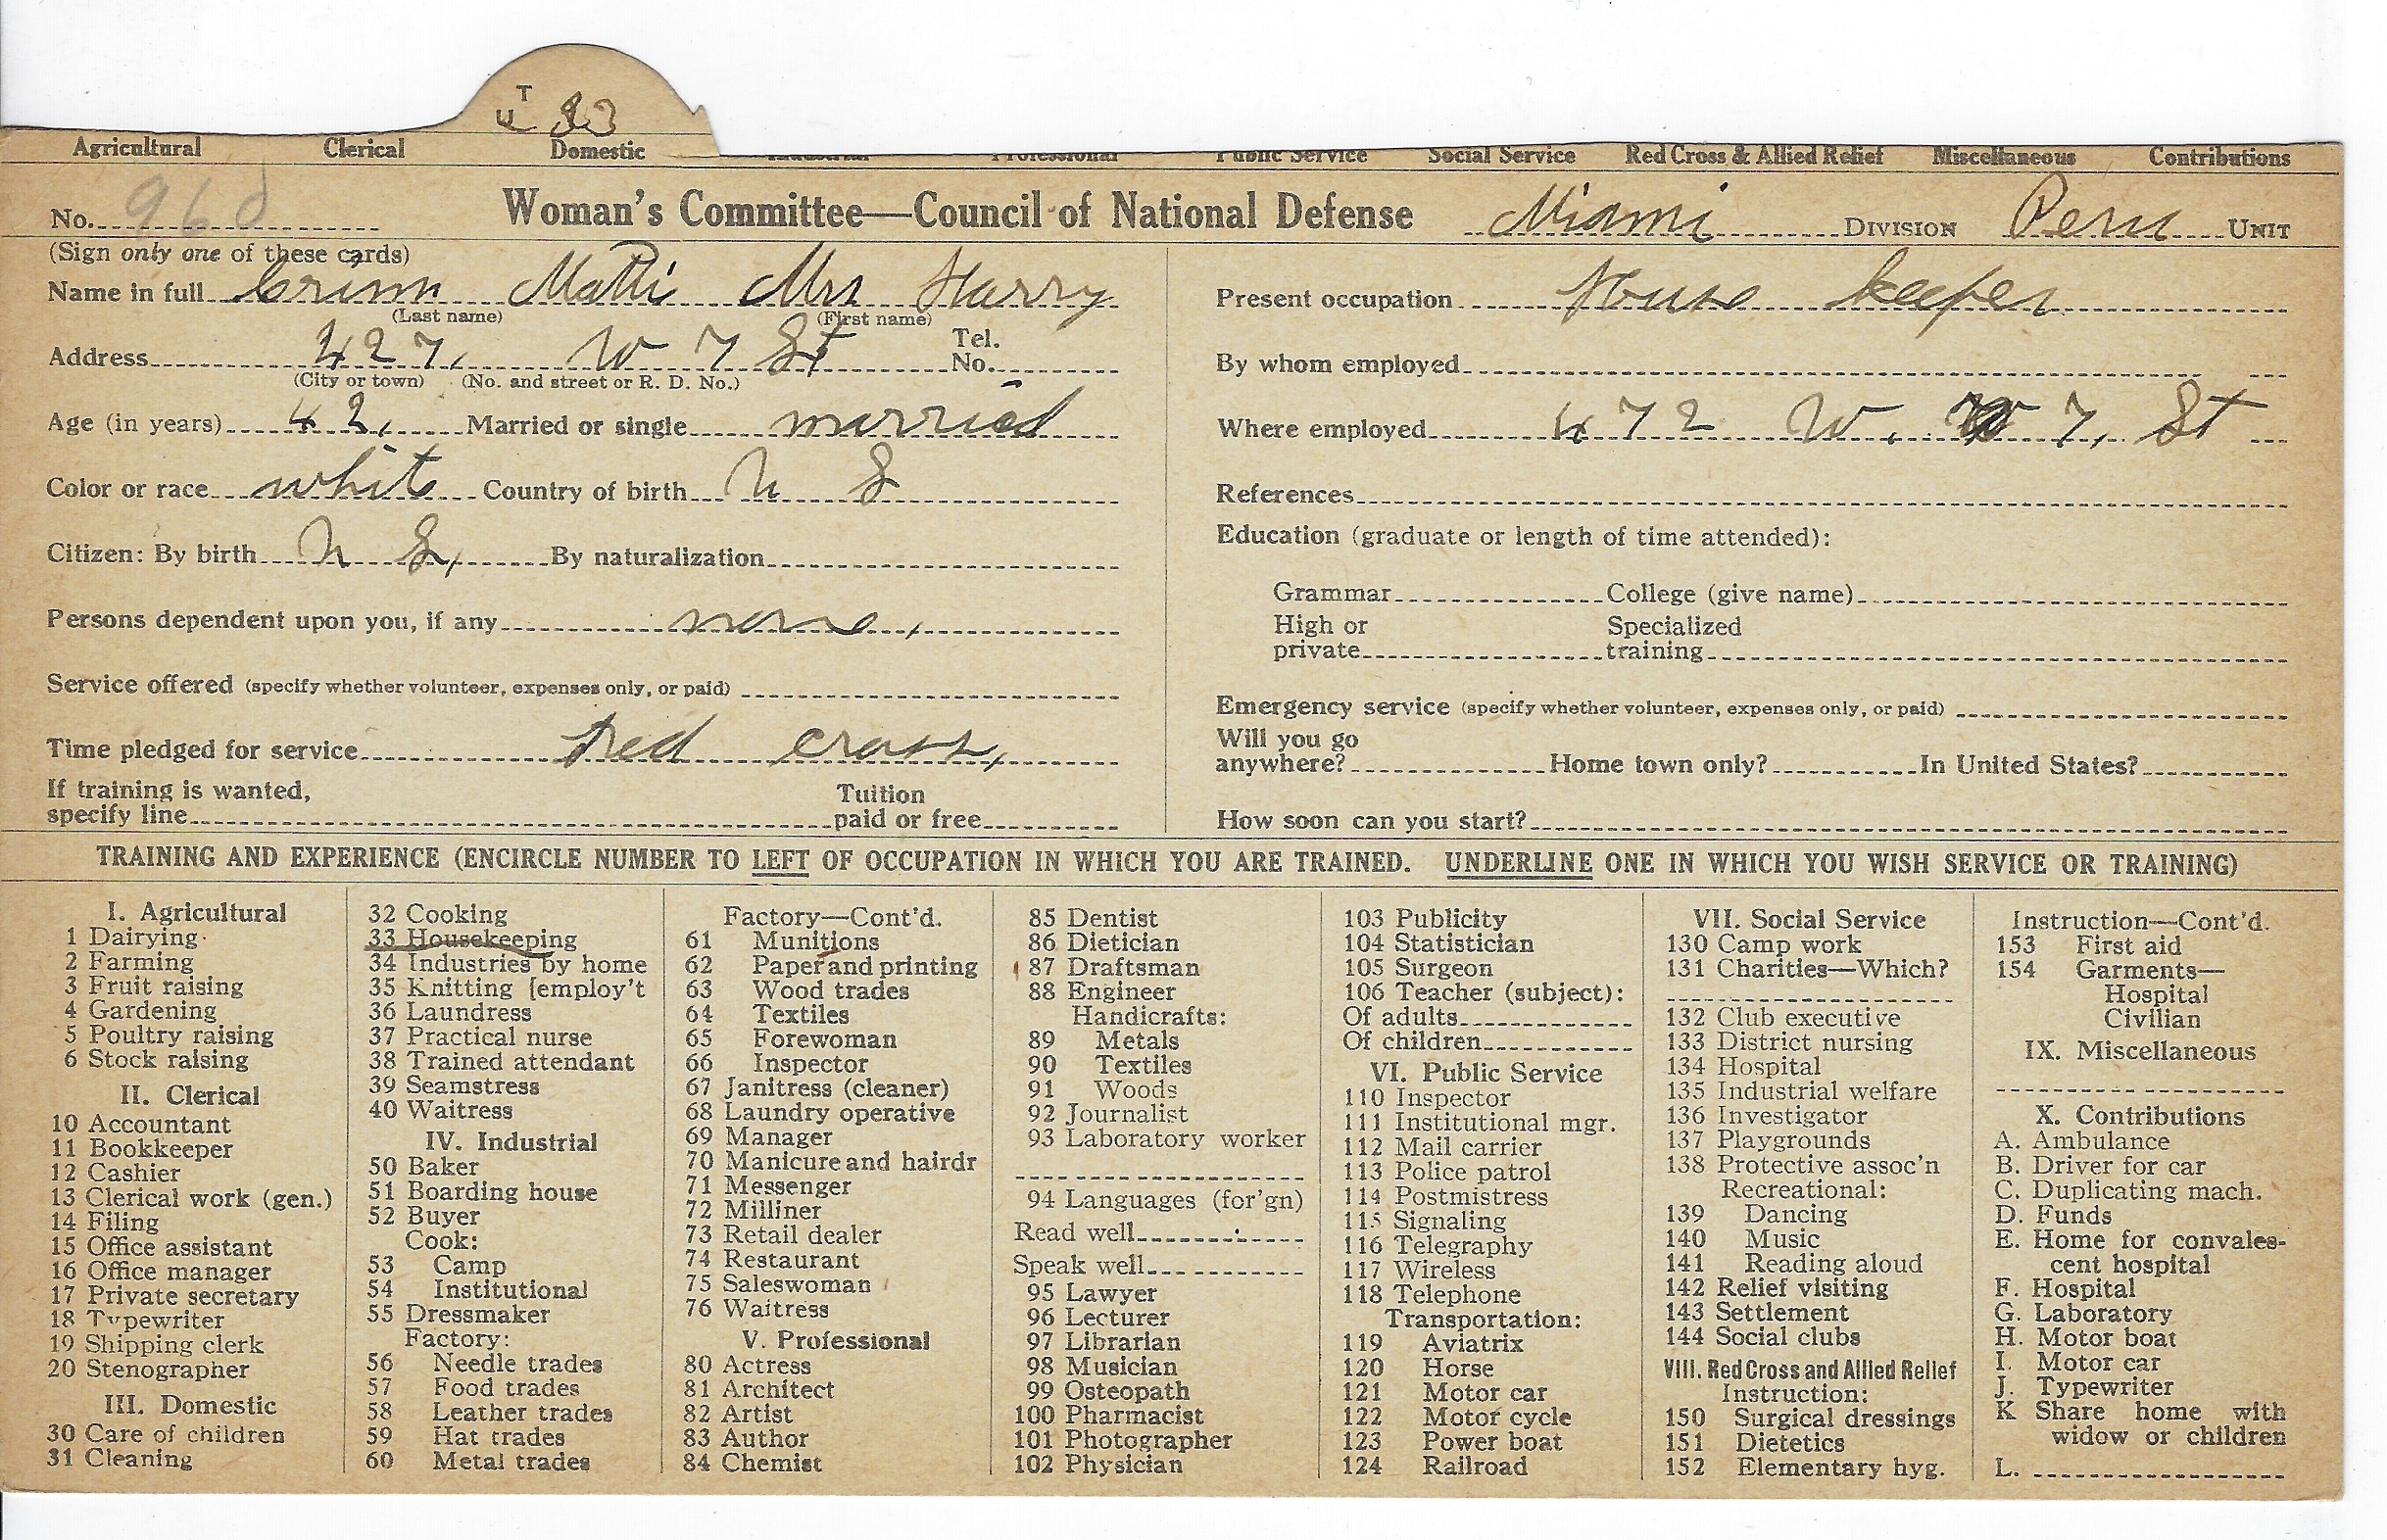 T
E 33
Agricultural Clerical Domestic Industrial Professional Public Service Social Service Red Cross & Allied Relief Miscellaneous Contributions
No. 960 Woman's Committee—Council of National Defense Miami DIVISION Peru UNIT
(Sign only one of these cards)
Name in full Crimm Matti Mrs Harry
(Last name) (First name)
Address 427, W 7 St Tel. No.
(City or town) (No. and street or R. D. No.)
Age (in years) 42, Married or single married
Color or race white Country of birth U S
Citizen: By birth U S, By naturalization
Persons dependent upon you, if any none,
Service offered (specify whether volunteer, expenses only, or paid)
Time pledged for service red cross,
If training is wanted,
specify line Tuition paid or free
Present occupation House keeper
By whom employed
Where employed 472 W. 7, St
References
Education (graduate or length of time attended):
Grammar College (give name)
High or private Specialized training
Emergency service (specify whether volunteer, expenses only, or paid)
Will you go
anywhere? Home town only? In United States?
How soon can you start?
TRAINING AND EXPERIENCE (ENCIRCLE NUMBER TO LEFT OF OCCUPATION IN WHICH YOU ARE TRAINED. UNDERLINE ONE IN WHICH YOU WISH SERVICE OR TRAINING)
I. Agricultural
1 Dairying
2 Farming
3 Fruit raising
4 Gardening
5 Poultry raising
6 Stock raising
II. Clerical
10 Accountant
11 Bookkeeper
12 Cashier
13 Clerical work (gen.)
14 Filing
15 Office assistant
16 Office manager
17 Private secretary
18 Typewriter
19 Shipping clerk
20 Stenographer
III. Domestic
30 Care of children
31 Cleaning
32 Cooking
33 Housekeeping
34 Industries by home
35 Knitting [employ't
36 Laundress
37 Practical nurse
38 Trained attendant
39 Seamstress
40 Waitress
IV. Industrial
50 Baker
51 Boarding house
52 Buyer
Cook:
53 Camp
54 Institutional
55 Dressmaker
Factory:
56 Needle trades
57 Food trades
58 Leather trades
59 Hat trades
60 Metal trades
Factory—Cont'd.
61 Munitions
62 Paper and printing
63 Wood trades
64 Textiles
65 Forewoman
66 Inspector
67 Janitress (cleaner)
68 Laundry operative
69 Manager
70 Manicure and hairdr
71 Messenger
72 Milliner
73 Retail dealer
74 Restaurant
75 Saleswoman
76 Waitress
V. Professional
80 Actress
81 Architect
82 Artist
83 Author
84 Chemist
85 Dentist
86 Dietician
87 Draftsman
88 Engineer
Handicrafts:
89 Metals
90 Textiles
91 Woods
92 Journalist
93 Laboratory worker
94 Languages (for'gn)
Read well
Speak well
95 Lawyer
96 Lecturer
97 Librarian
98 Musician
99 Osteopath
100 Pharmacist
101 Photographer
102 Physician
103 Publicity
104 Statistician
105 Surgeon
106 Teacher (subject):
Of adults
Of children
VI. Public Service
110 Inspector
111 Institutional mgr.
112 Mail carrier
113 Police patrol
114 Postmistress
115 Signaling
116 Telegraphy
117 Wireless
118 Telephone
Transportation:
119 Aviatrix
120 Horse
121 Motor car
122 Motor cycle
123 Power boat
124 Railroad
VII. Social Service
130 Camp work
131 Charities—Which?
132 Club executive
133 District nursing
134 Hospital
135 Industrial welfare
136 Investigator
137 Playgrounds
138 Protective assoc'n
Recreational:
139 Dancing
140 Music
141 Reading aloud
142 Relief visiting
143 Settlement
144 Social clubs
VIII. Red Cross and Allied Relief
Instruction:
150 Surgical dressings
151 Dietetics
152 Elementary hyg.
Instruction—Cont'd.
153 First aid
154 Garments—
Hospital
Civilian
IX. Miscellaneous
X. Contributions
A. Ambulance
B. Driver for car
C. Duplicating mach.
D. Funds
E. Home for convales-
cent hospital
F. Hospital
G. Laboratory
H. Motor boat
I. Motor car
J. Typewriter
K Share home with
widow or children
L.